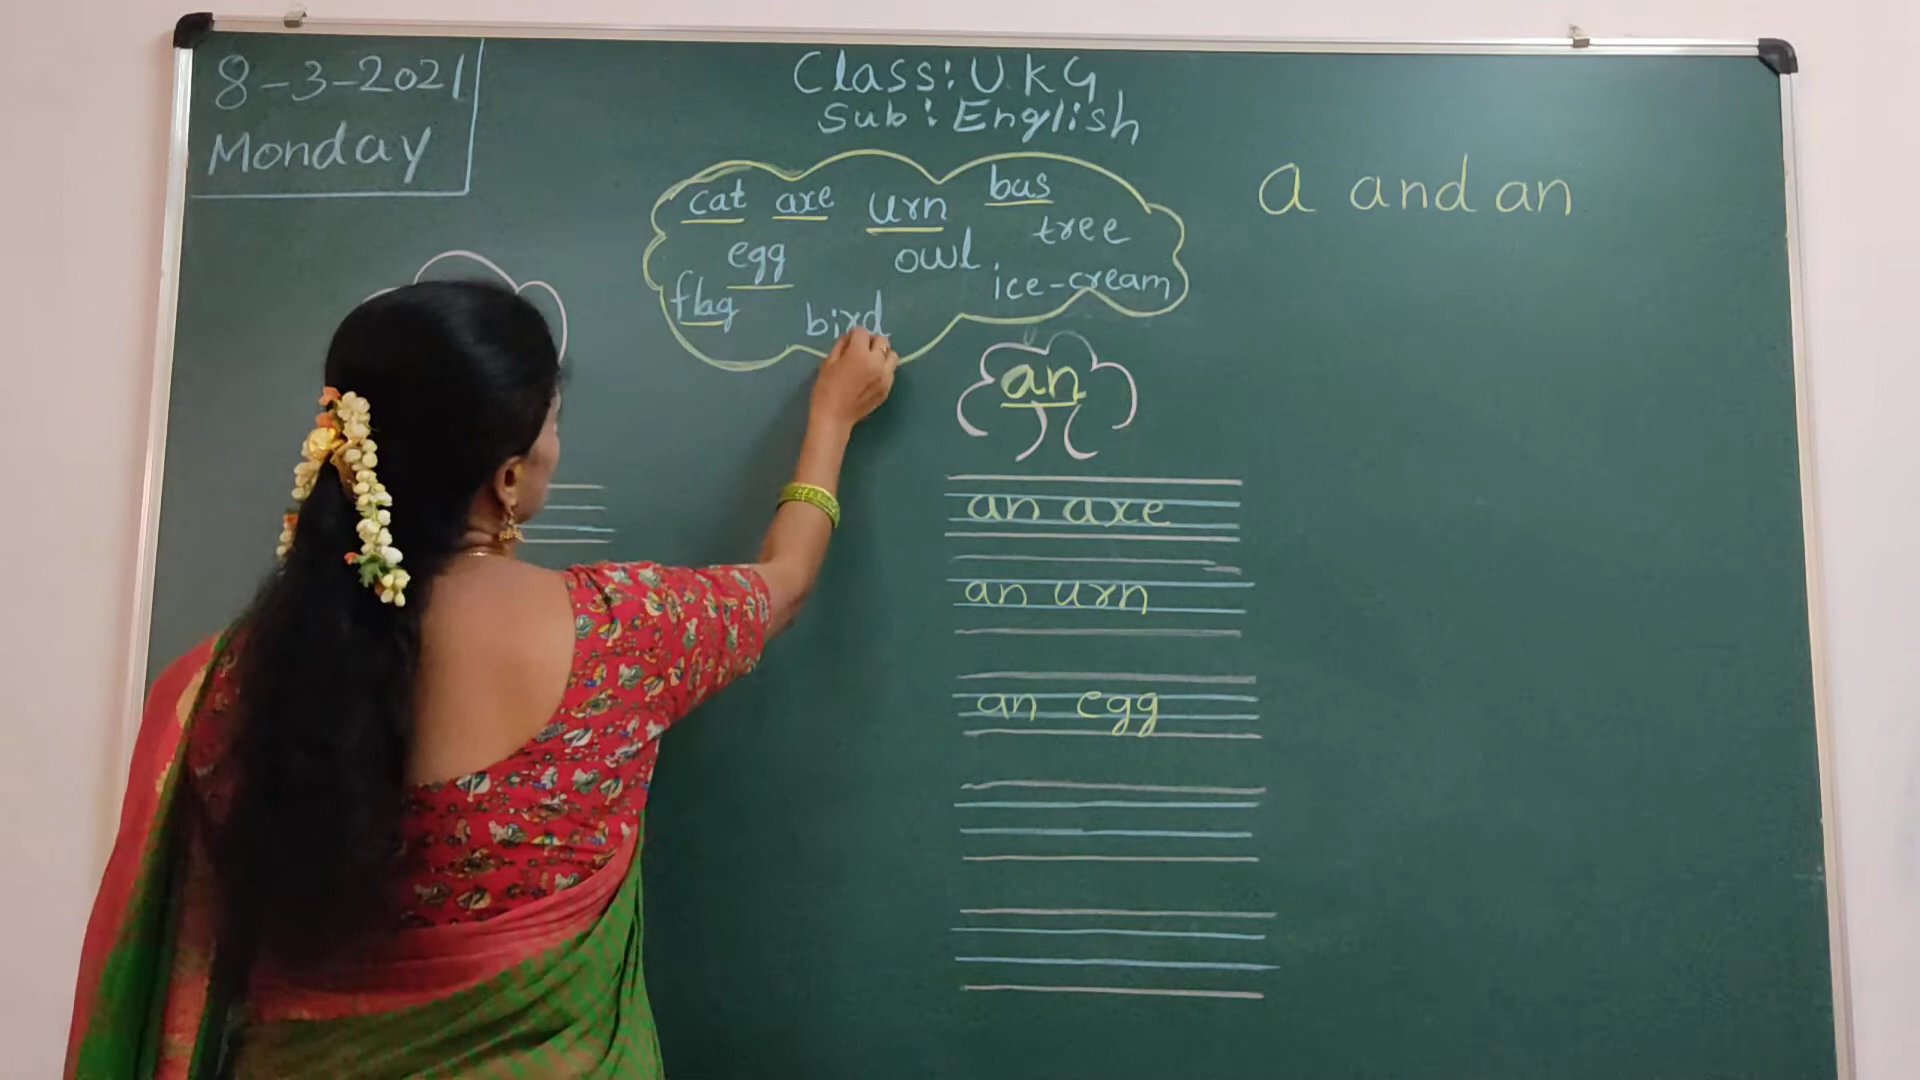 8-3-2021
Monday
Class: UKG
Sub: English
a and an
cat axe urn bus
egg owl tree
flag bird ice-cream
an
an axe
an urn
an egg